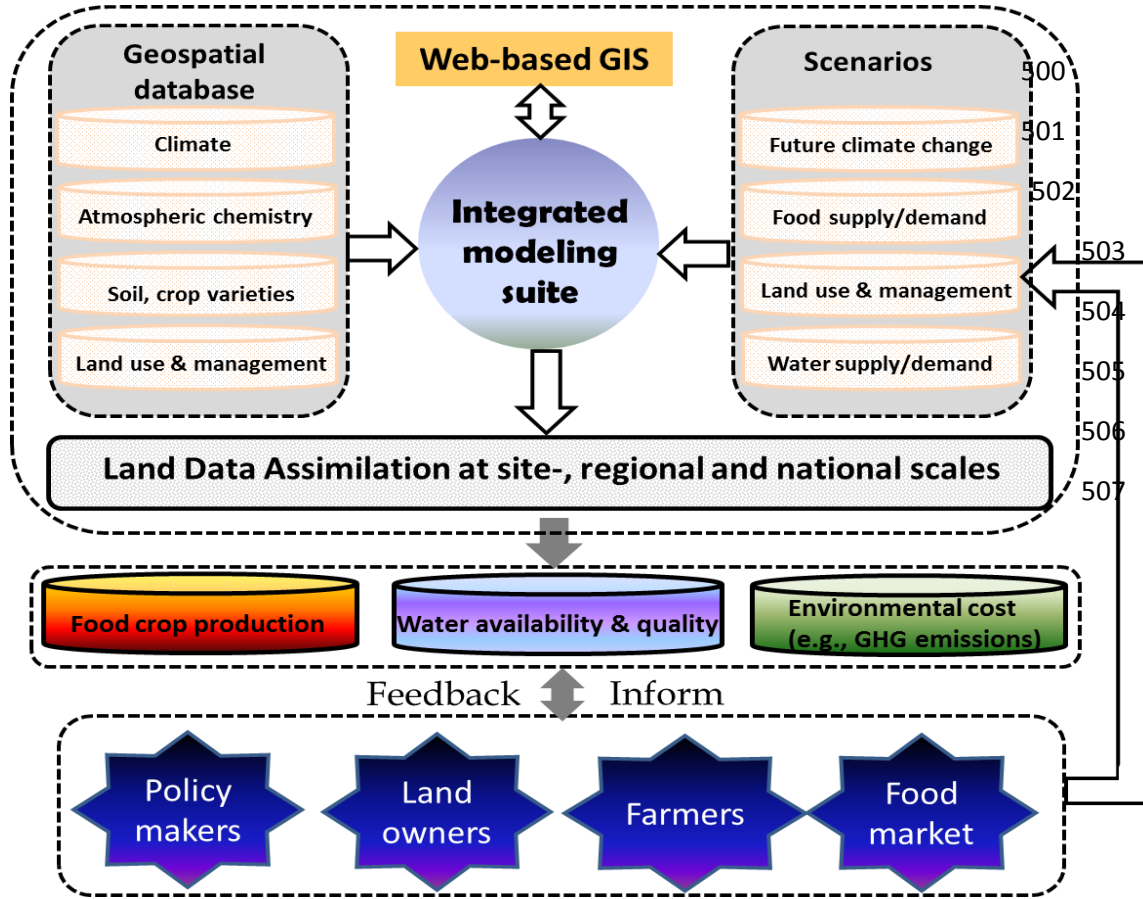 Geospatial
database
Climate
Atmospheric chemistry
Soil, crop varieties
Land use & management
Web-based GIS
Integrated
modeling
suite
Scenarios
Future climate change
Food supply/demand
Land use & management
Water supply/demand
500
501
502
503
504
505
506
507
Land Data Assimilation at site-, regional and national scales
Food crop production
Water availability & quality
Environmental cost
(e.g., GHG emissions)
Feedback
Inform
Policy
makers
Land
owners
Farmers
Food
market